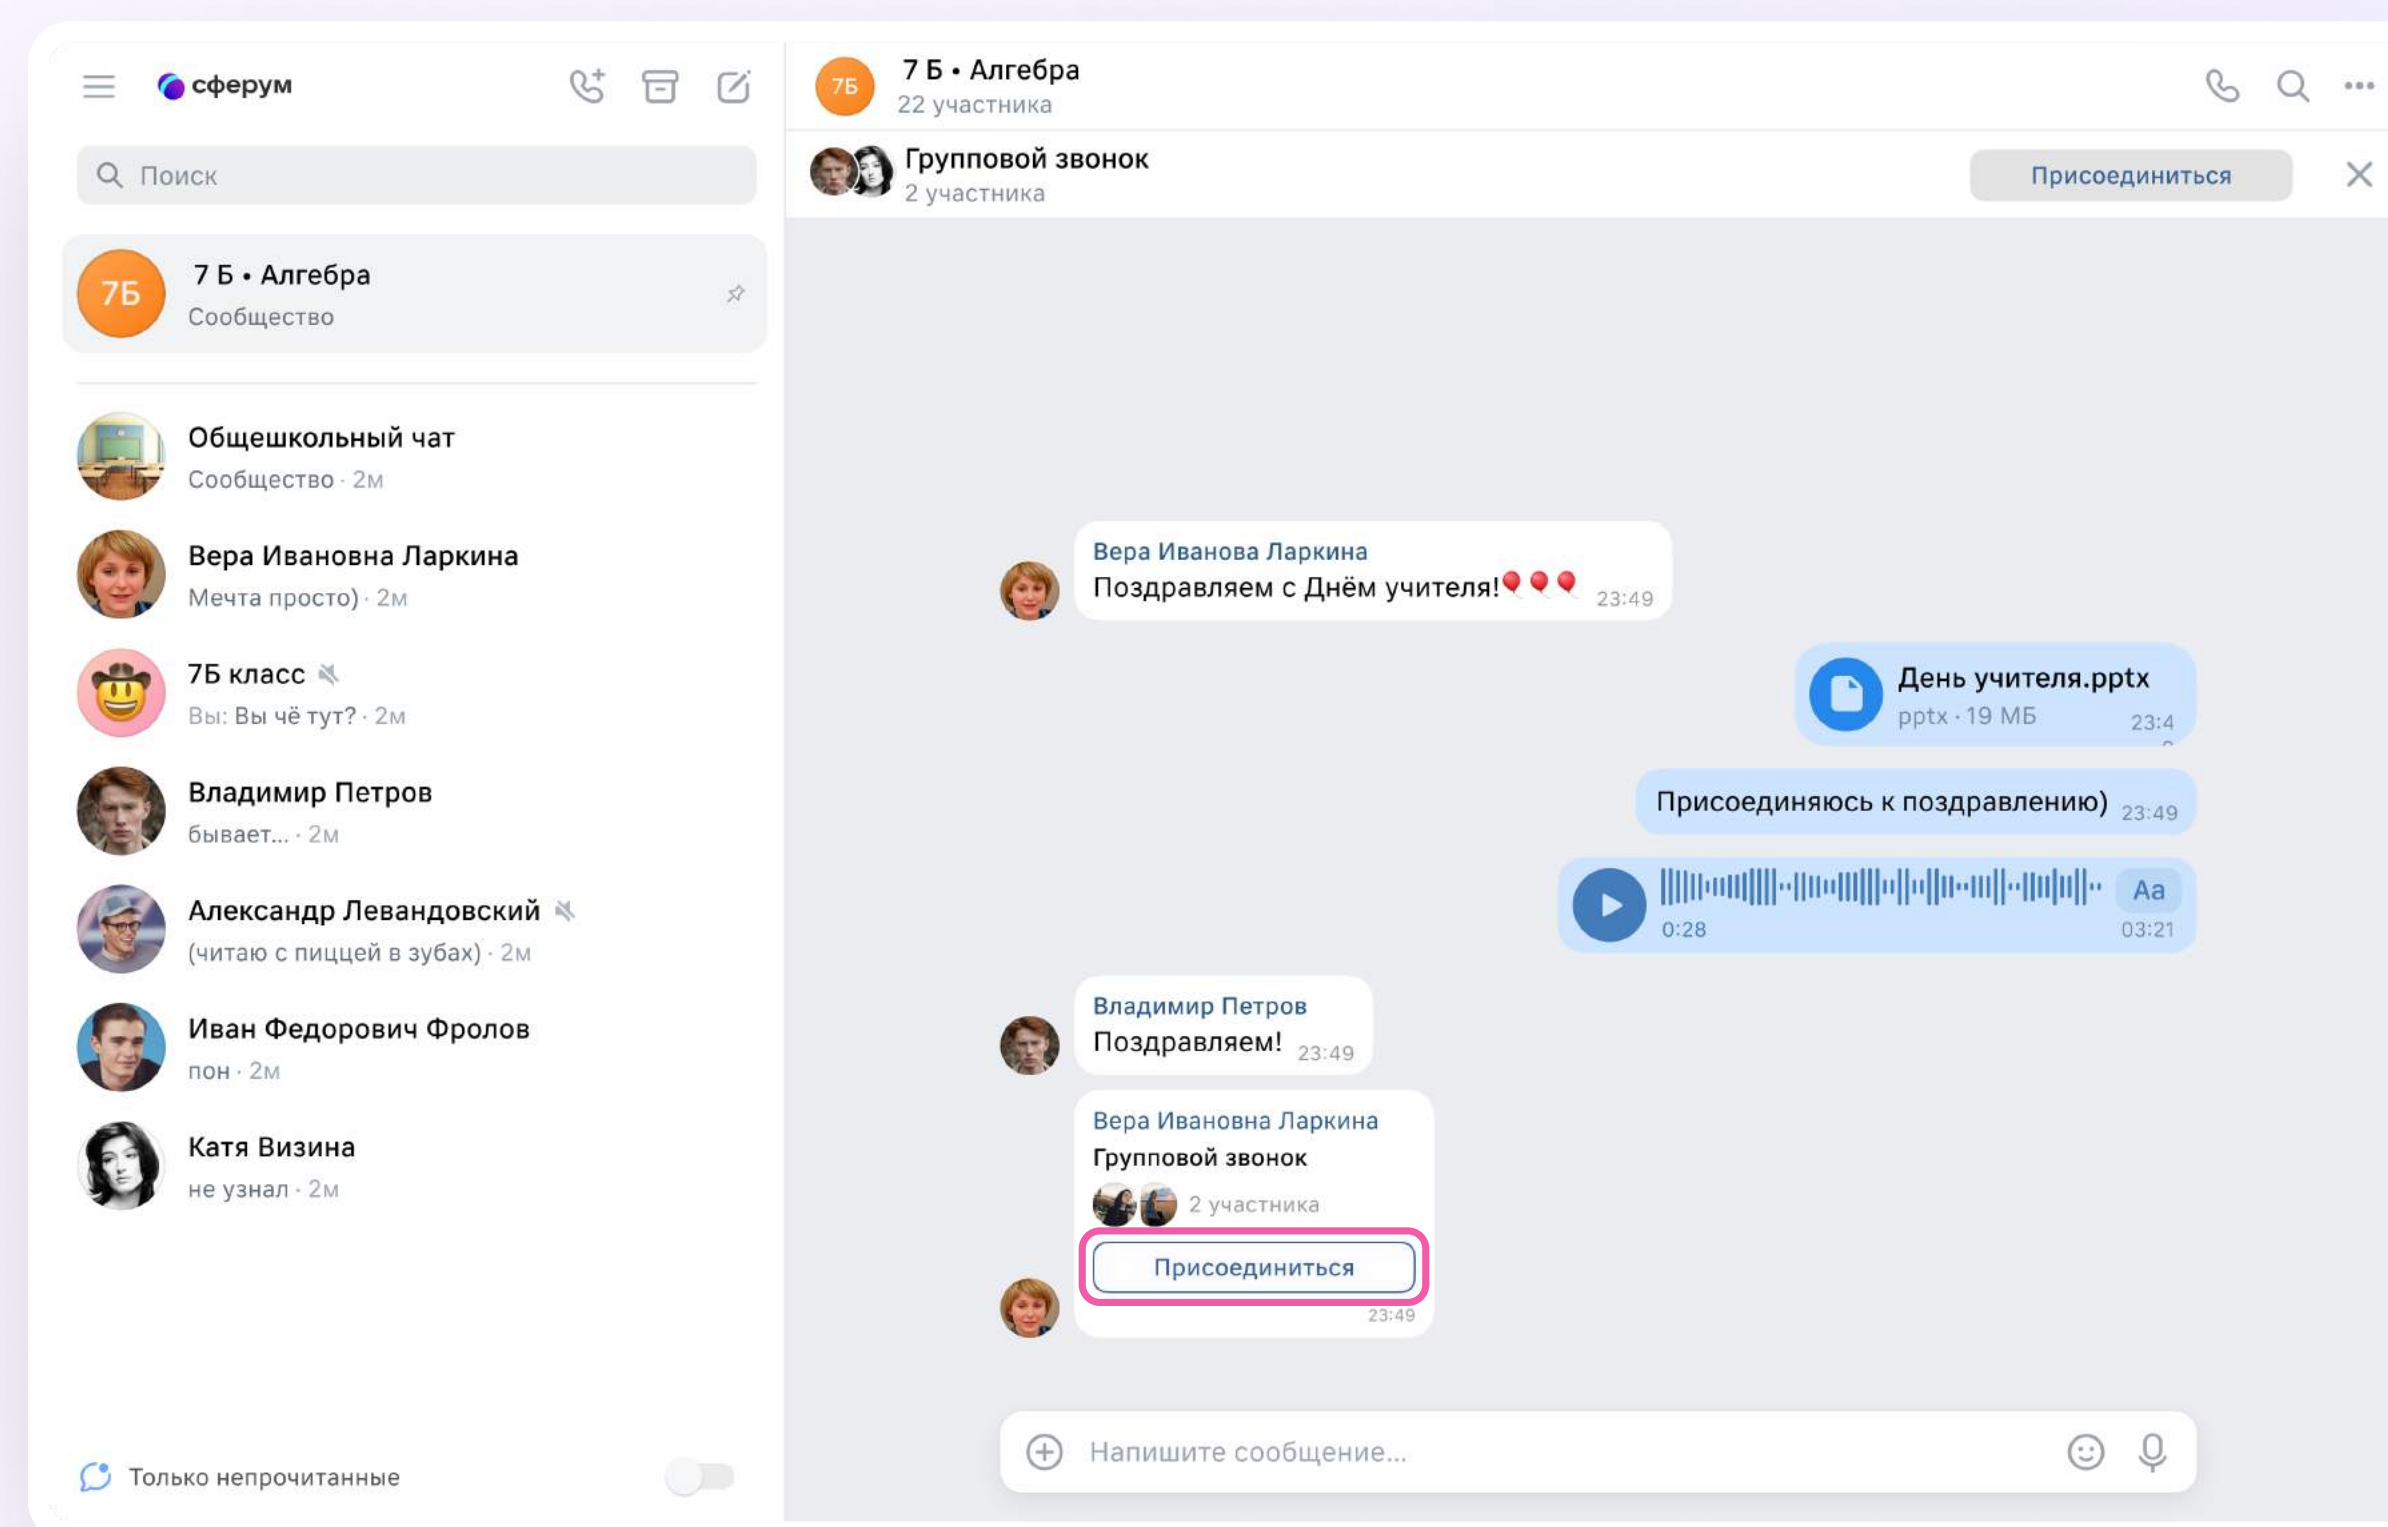 сферум
Поиск
7Б
7 Б • Алгебра
Сообщество
Общешкольный чат
Сообщество · 2м
Вера Ивановна Ларкина
Мечта просто) · 2м
7Б класс
Вы: Вы чё тут? · 2м
Владимир Петров
бывает... · 2м
Александр Левандовский
(читаю с пиццей в зубах) · 2м
Иван Федорович Фролов
пон · 2м
Катя Визина
не узнал · 2м
Только непрочитанные
7Б
7 Б • Алгебра
22 участника
Групповой звонок
2 участника
Присоединиться
Вера Иванова Ларкина
Поздравляем с Днём учителя!🎈🎈🎈 23:49
День учителя.pptx
pptx · 19 МБ 23:4
Присоединяюсь к поздравлению) 23:49
Aa
0:28 03:21
Владимир Петров
Поздравляем! 23:49
Вера Ивановна Ларкина
Групповой звонок
2 участника
Присоединиться
23:49
Напишите сообщение...